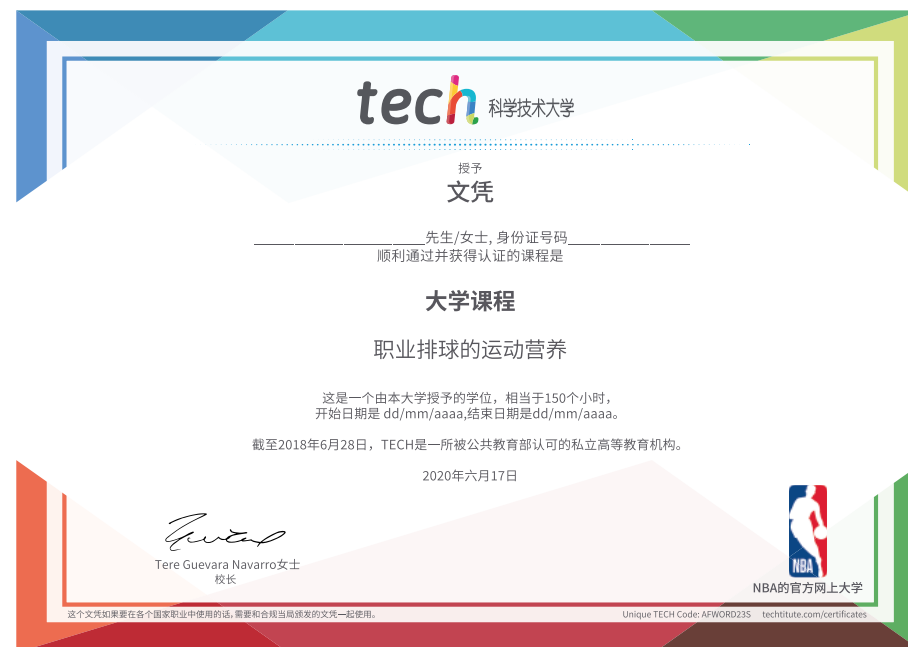 tech 科学技术大学
授予
文凭
先生/女士, 身份证号码
顺利通过并获得认证的课程是
大学课程
职业排球的运动营养
这是一个由本大学授予的学位，相当于150个小时，
开始日期是 dd/mm/aaaa,结束日期是dd/mm/aaaa。
截至2018年6月28日，TECH是一所被公共教育部认可的私立高等教育机构。
2020年六月17日
Tere Guevara Navarro女士
校长
NBA
NBA的官方网上大学
这个文凭如果要在各个国家职业中使用的话,需要和合规当局颁发的文凭一起使用。
Unique TECH Code: AFWORD23S techtitute.com/certificates